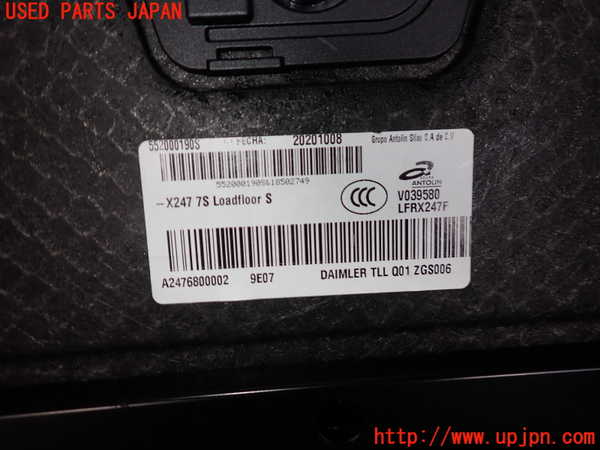 USED PARTS JAPAN
552000190S FECHA: 20201008 Grupo Antolin Silao S.A de C.V
552000190S618502749
CCC
ANTOLIN
-X247 7S Loadfloor S
V039580
LFRX247F
A2476800002 9E07 DAIMLER TLL Q01 ZGS006
http://www.upjpn.com/